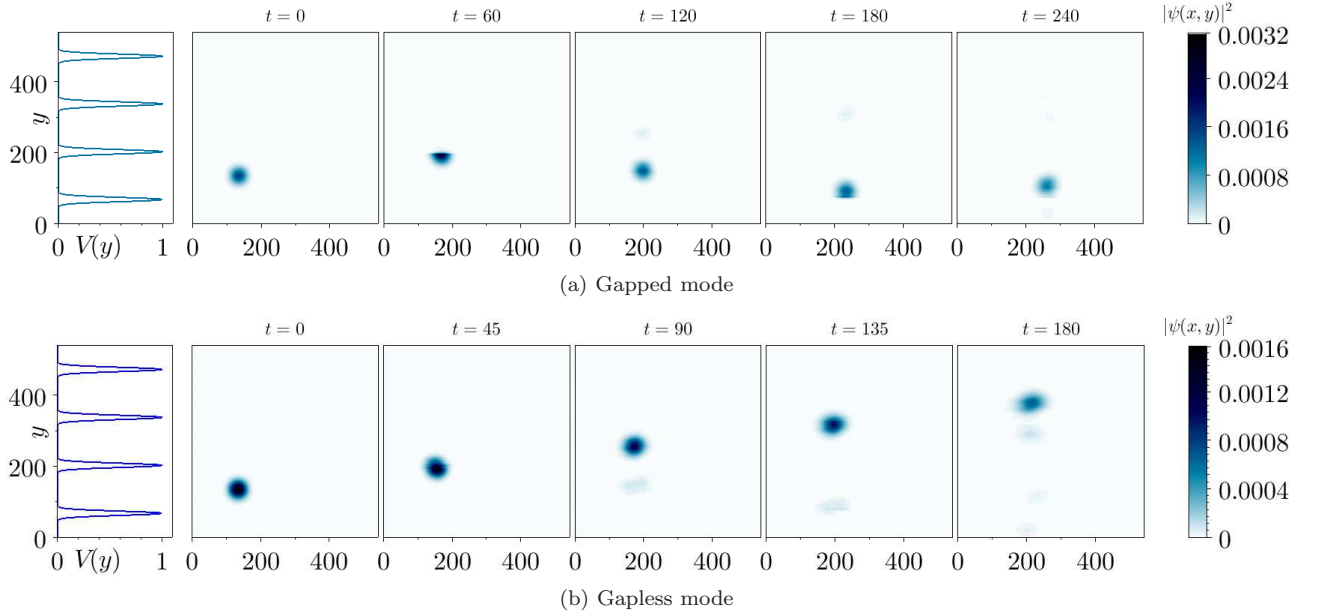 t = 0 t = 60 t = 120 t = 180 t = 240 |ψ(x, y)|²
0.0032
400 0.0024
y
200 0.0016
0.0008
0 0
0 V(y) 1 0 200 400 0 200 400 0 200 400 0 200 400 0 200 400
(a) Gapped mode
t = 0 t = 45 t = 90 t = 135 t = 180 |ψ(x, y)|²
0.0016
400 0.0012
y
200 0.0008
0.0004
0 0
0 V(y) 1 0 200 400 0 200 400 0 200 400 0 200 400 0 200 400
(b) Gapless mode